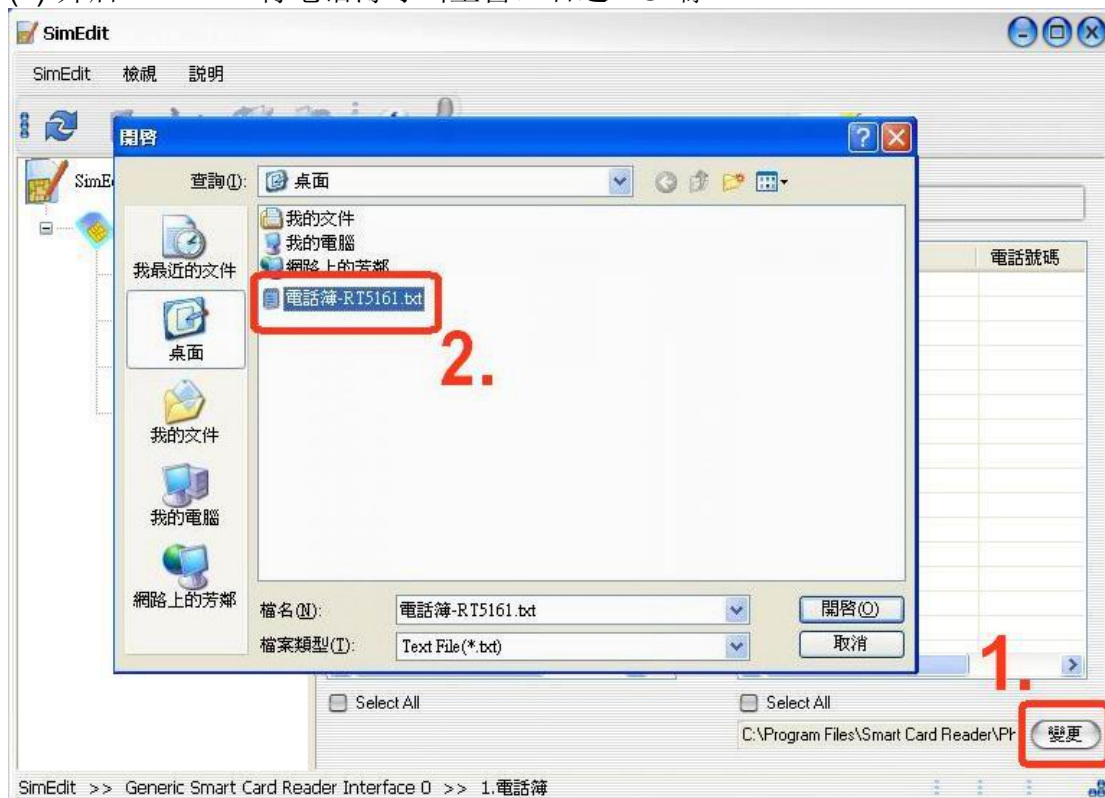 SimEdit
SimEdit 檢視 説明
開啓
SimE
查詢(I): 桌面
我的文件
我的電腦
網路上的芳鄰
電話簿-RT5161.txt
我最近的文件
桌面
我的文件
我的電腦
網路上的芳鄰
2.
電話號碼
檔名(N): 電話簿-RT5161.txt 開啓(O)
檔案類型(T): Text File(*.txt) 取消
1.
Select All Select All
C:\Program Files\Smart Card Reader\Ph 變更
SimEdit >> Generic Smart Card Reader Interface 0 >> 1.電話簿